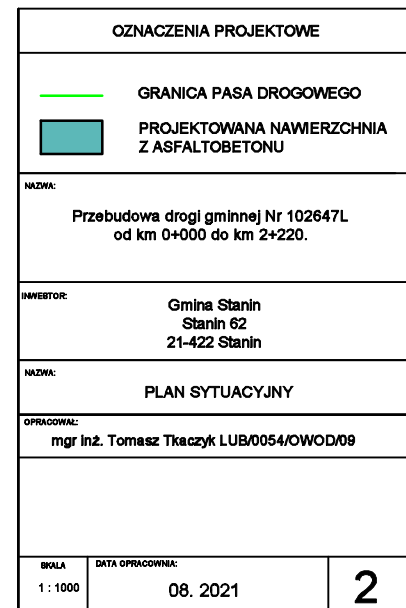 OZNACZENIA PROJEKTOWE
GRANICA PASA DROGOWEGO
PROJEKTOWANA NAWIERZCHNIA
Z ASFALTOBETONU
NAZWA:
Przebudowa drogi gminnej Nr 102647L
od km 0+000 do km 2+220.
INWESTOR:
Gmina Stanin
Stanin 62
21-422 Stanin
NAZWA:
PLAN SYTUACYJNY
OPRACOWAŁ:
mgr inż. Tomasz Tkaczyk LUB/0054/OWOD/09
SKALA
1 : 1000
DATA OPRACOWNIA:
08. 2021
2